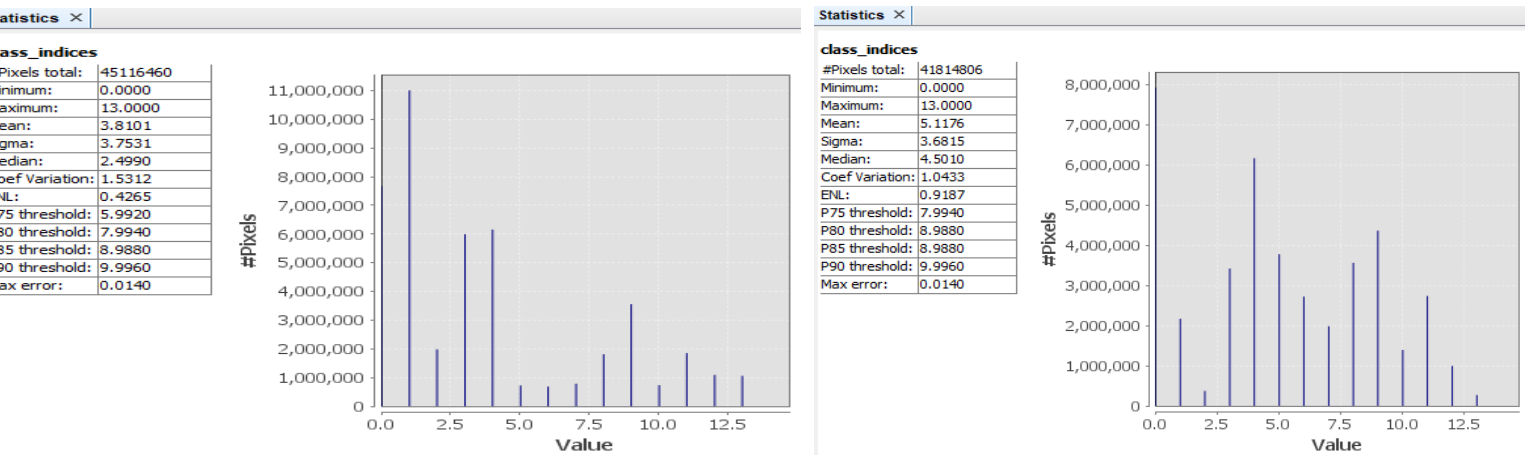 atistics ×
ass_indices
Pixels total: 45116460
nimum: 0.0000
aximum: 13.0000
ean: 3.8101
gma: 3.7531
edian: 2.4990
oef Variation: 1.5312
NL: 0.4265
75 threshold: 5.9920
80 threshold: 7.9940
85 threshold: 8.9880
90 threshold: 9.9960
ax error: 0.0140
#Pixels
11,000,000
10,000,000
9,000,000
8,000,000
7,000,000
6,000,000
5,000,000
4,000,000
3,000,000
2,000,000
1,000,000
0
0.0 2.5 5.0 7.5 10.0 12.5
Value
Statistics ×
class_indices
#Pixels total: 41814806
Minimum: 0.0000
Maximum: 13.0000
Mean: 5.1176
Sigma: 3.6815
Median: 4.5010
Coef Variation: 1.0433
ENL: 0.9187
P75 threshold: 7.9940
P80 threshold: 8.9880
P85 threshold: 8.9880
P90 threshold: 9.9960
Max error: 0.0140
#Pixels
8,000,000
7,000,000
6,000,000
5,000,000
4,000,000
3,000,000
2,000,000
1,000,000
0
0.0 2.5 5.0 7.5 10.0 12.5
Value